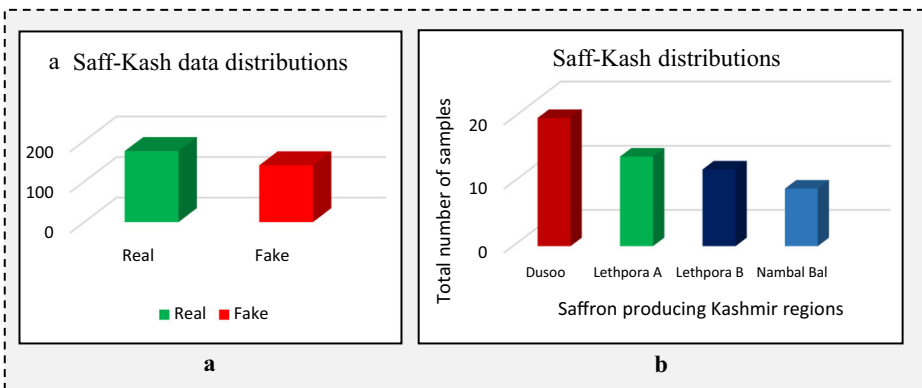 a Saff-Kash data distributions
200
100
0
Real Fake
Real Fake
a
Saff-Kash distributions
Total number of samples
20
10
0
Dusoo Lethpora A Lethpora B Nambal Bal
Saffron producing Kashmir regions
b